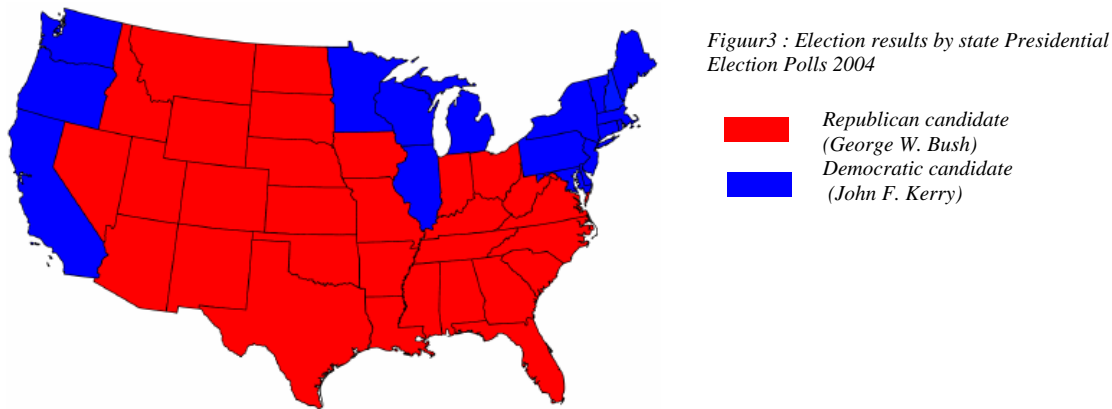 Figuur3 : Election results by state Presidential
Election Polls 2004
Republican candidate
(George W. Bush)
Democratic candidate
(John F. Kerry)